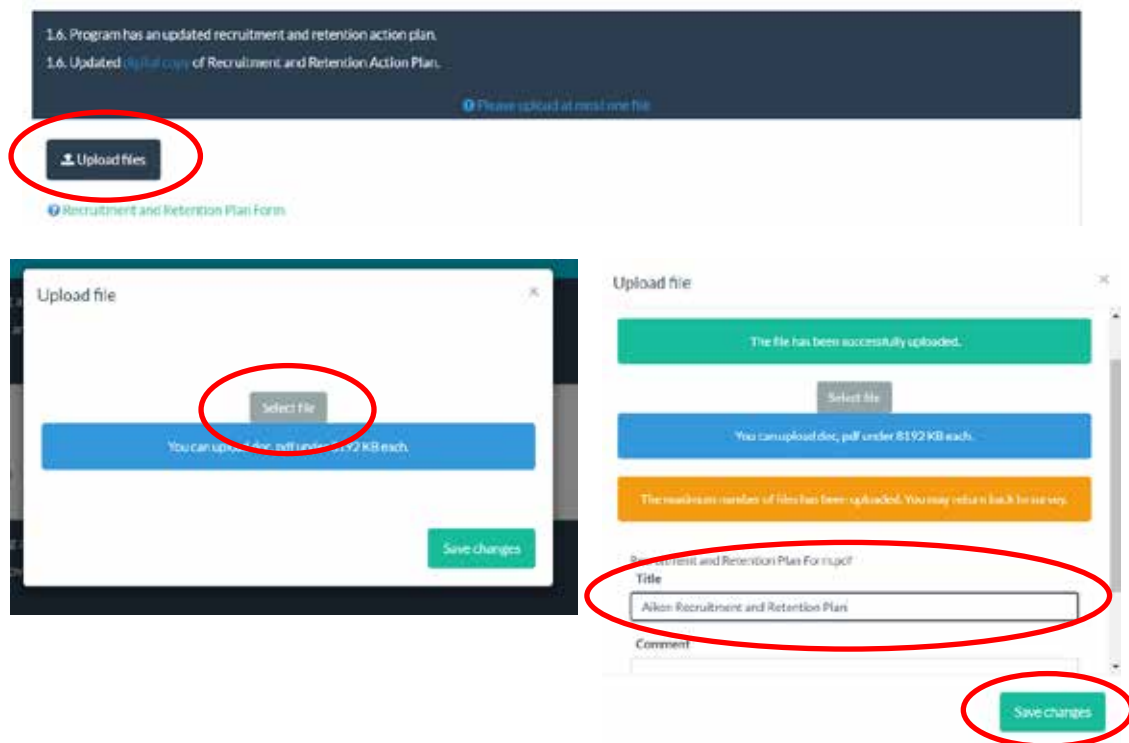 1.6. Program has an updated recruitment and retention action plan.
1.6. Updated digital copy of Recruitment and Retention Action Plan.
Please upload at most one file
Upload files
Recruitment and Retention Plan Form
Upload file
×
Select file
You can upload doc, pdf under 8192 KB each.
Save changes
Upload file
×
The file has been successfully uploaded.
Select file
You can upload doc, pdf under 8192 KB each.
The maximum number of files has been uploaded. You may return back to survey.
Recruitment and Retention Plan Form.pdf
Title
Aiken Recruitment and Retention Plan
Comment
Save changes